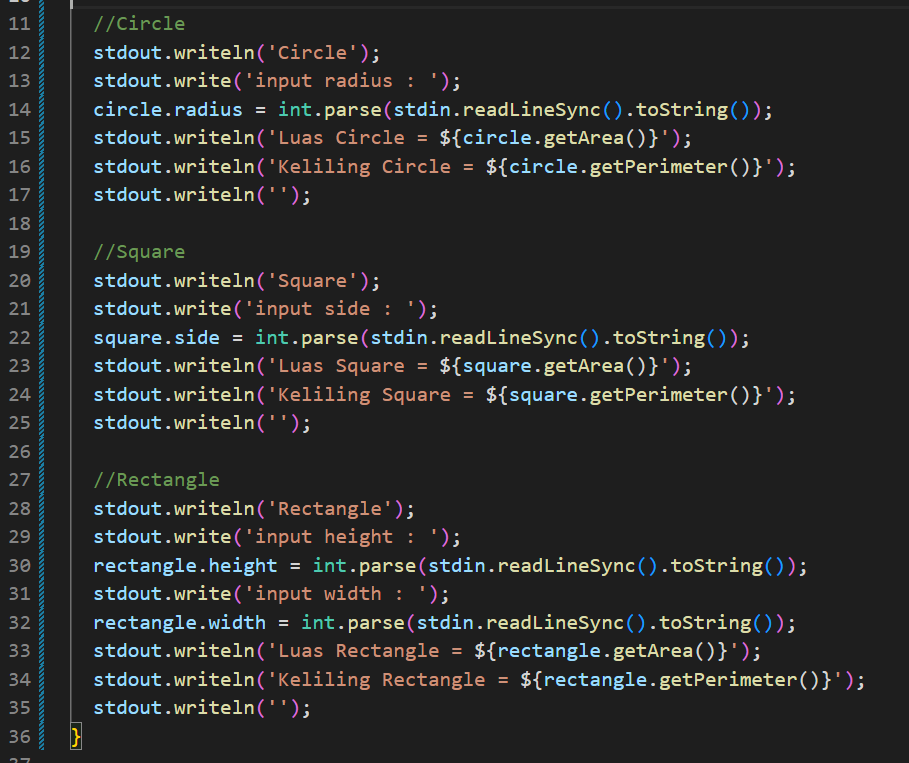 11 //Circle
12 stdout.writeln('Circle');
13 stdout.write('input radius : ');
14 circle.radius = int.parse(stdin.readLineSync().toString());
15 stdout.writeln('Luas Circle = ${circle.getArea()}');
16 stdout.writeln('Keliling Circle = ${circle.getPerimeter()}');
17 stdout.writeln('');
18
19 //Square
20 stdout.writeln('Square');
21 stdout.write('input side : ');
22 square.side = int.parse(stdin.readLineSync().toString());
23 stdout.writeln('Luas Square = ${square.getArea()}');
24 stdout.writeln('Keliling Square = ${square.getPerimeter()}');
25 stdout.writeln('');
26
27 //Rectangle
28 stdout.writeln('Rectangle');
29 stdout.write('input height : ');
30 rectangle.height = int.parse(stdin.readLineSync().toString());
31 stdout.write('input width : ');
32 rectangle.width = int.parse(stdin.readLineSync().toString());
33 stdout.writeln('Luas Rectangle = ${rectangle.getArea()}');
34 stdout.writeln('Keliling Rectangle = ${rectangle.getPerimeter()}');
35 stdout.writeln('');
36 }